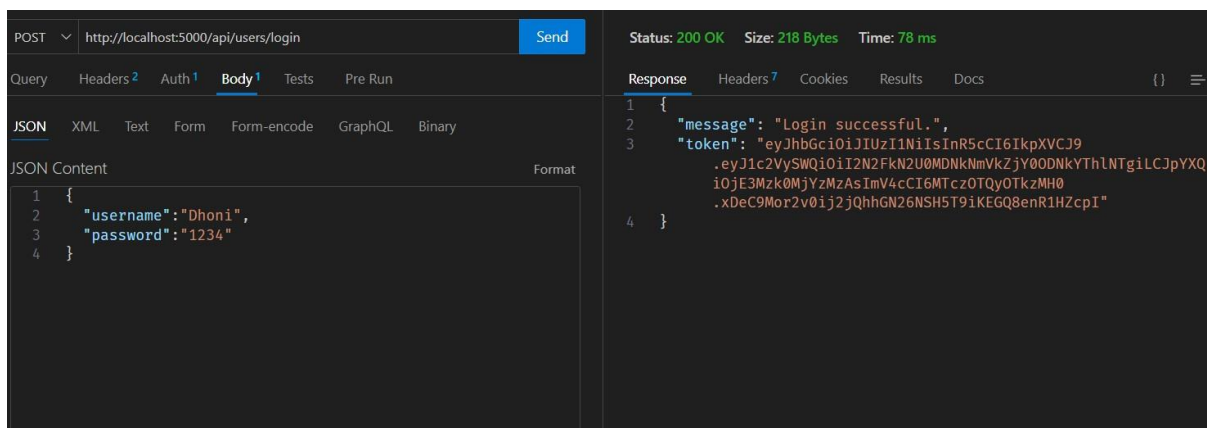 POST http://localhost:5000/api/users/login Send
Query Headers 2 Auth 1 Body 1 Tests Pre Run
JSON XML Text Form Form-encode GraphQL Binary
JSON Content Format
1 {
2 "username":"Dhoni",
3 "password":"1234"
4 }
Status: 200 OK Size: 218 Bytes Time: 78 ms
Response Headers 7 Cookies Results Docs {}
1 {
2 "message": "Login successful.",
3 "token": "eyJhbGciOiJIUzI1NiIsInR5cCI6IkpXVCJ9
.eyJ1c2VySWQiOiI2N2FkN2U0MDNkNmVkZjY0ODNkYThlNTgiLCJpYXQ
iOjE3Mzk0MjYzMzAsImV4cCI6MTczOTQyOTkzMH0
.xDeC9Mor2v0ij2jQhhGN26NSH5T9iKEGQ8enR1HZcpI"
4 }